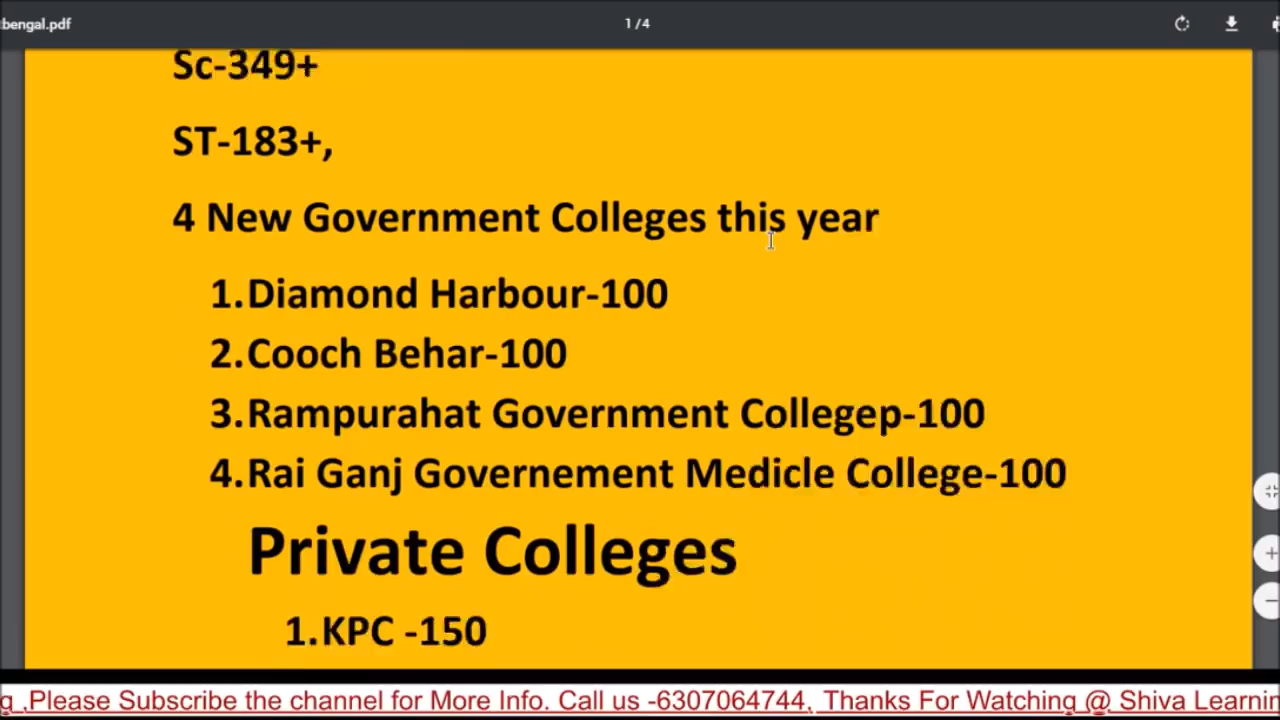 bengal.pdf
1 / 4
Sc-349+
ST-183+,
4 New Government Colleges this year
1.Diamond Harbour-100
2.Cooch Behar-100
3.Rampurahat Government Collegep-100
4.Rai Ganj Governement Medicle College-100
Private Colleges
1.KPC -150
g ,Please Subscribe the channel for More Info. Call us -6307064744, Thanks For Watching @ Shiva Learnin